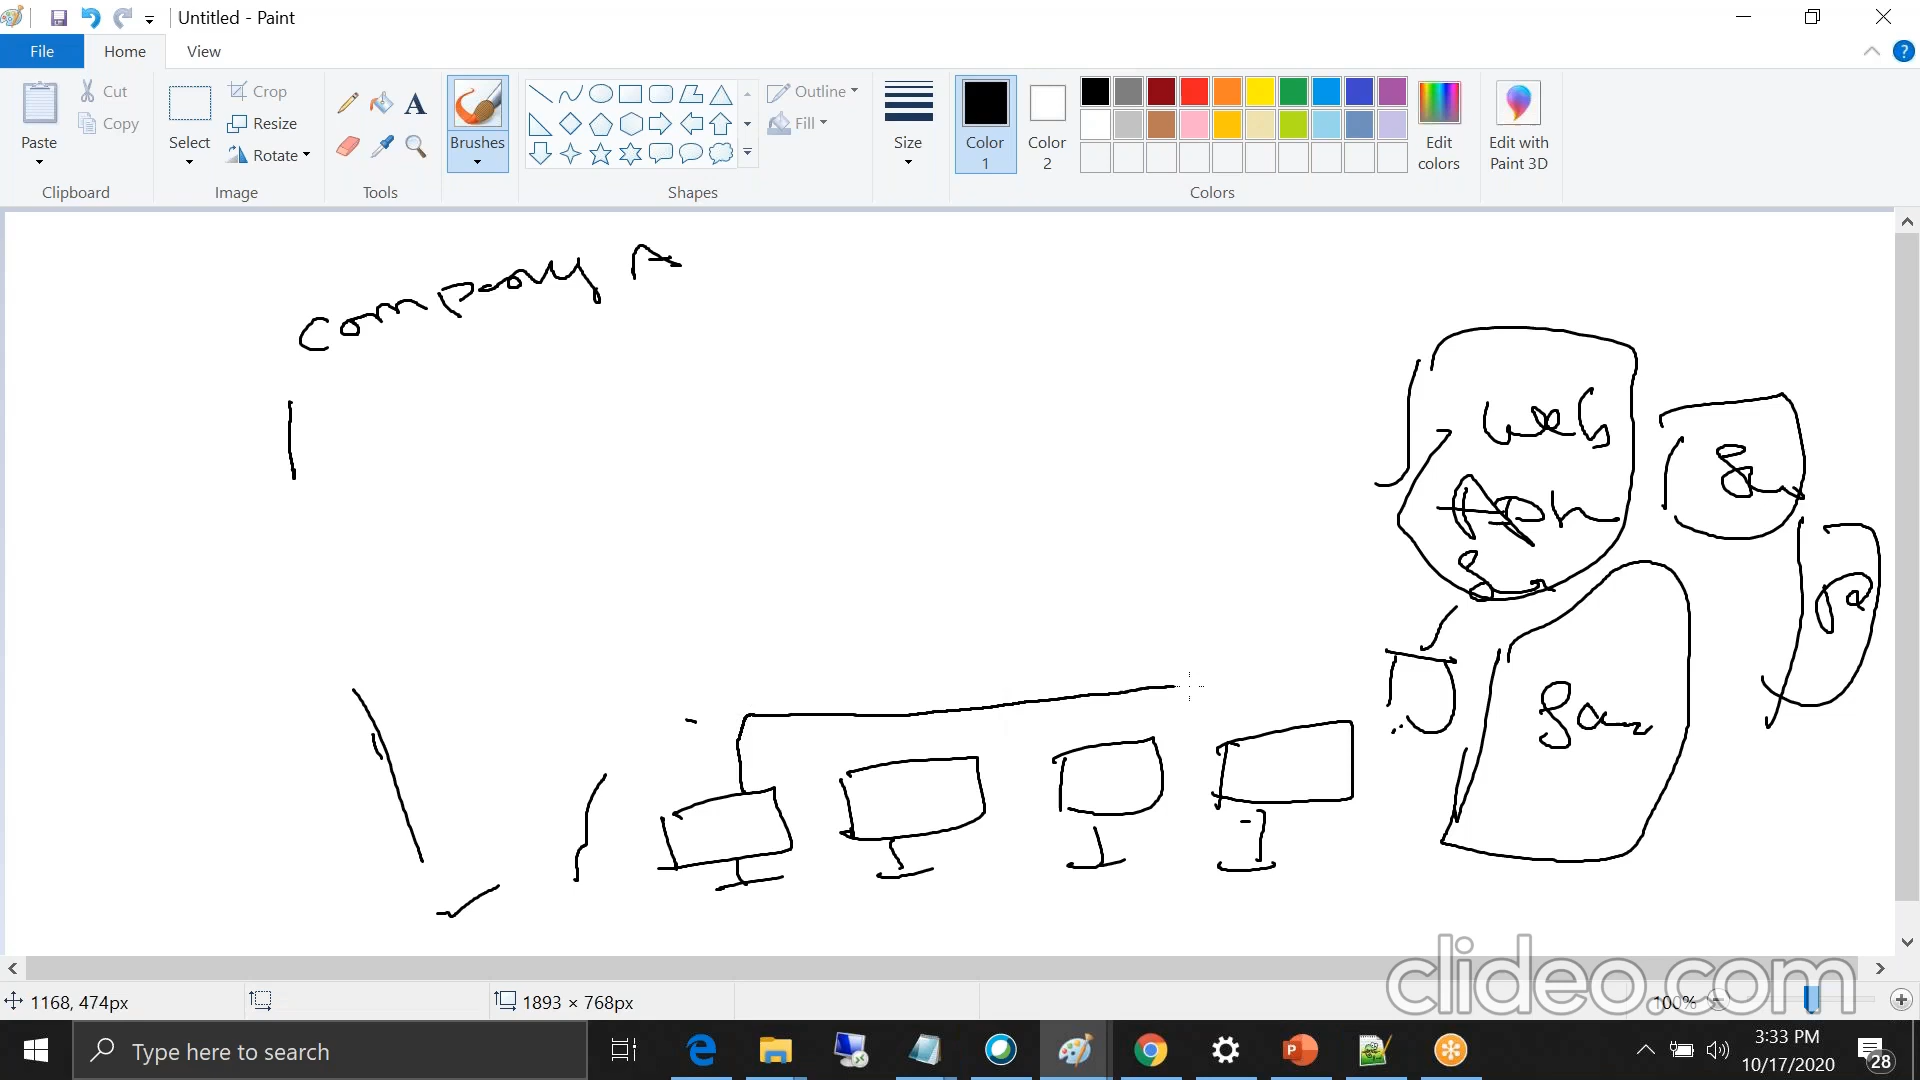 Untitled - Paint
File Home View
Paste
Cut
Copy
Clipboard
Select
Crop
Resize
Rotate
Image
Tools
Brushes
Shapes
Outline
Fill
Size
Color 1
Color 2
Edit colors
Colors
Edit with Paint 3D
Company A
Web
1168, 474px
1893 × 768px
100%
clideo.com
Type here to search
3:33 PM
10/17/2020
28